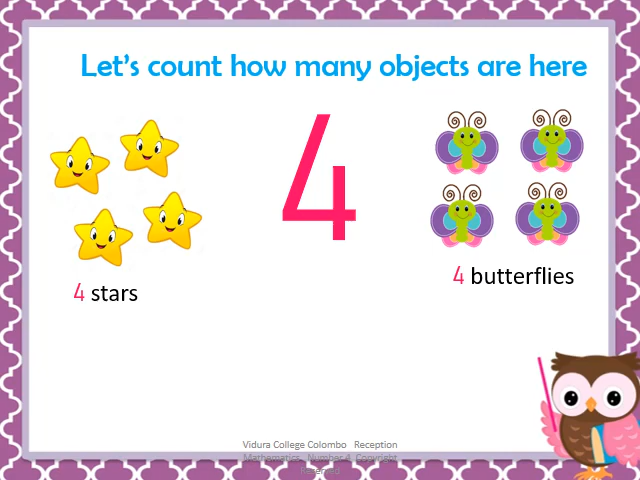 Let's count how many objects are here
4
4 stars
4 butterflies
Vidura College Colombo Reception
Mathematics Number 4 Copyright
Reserved